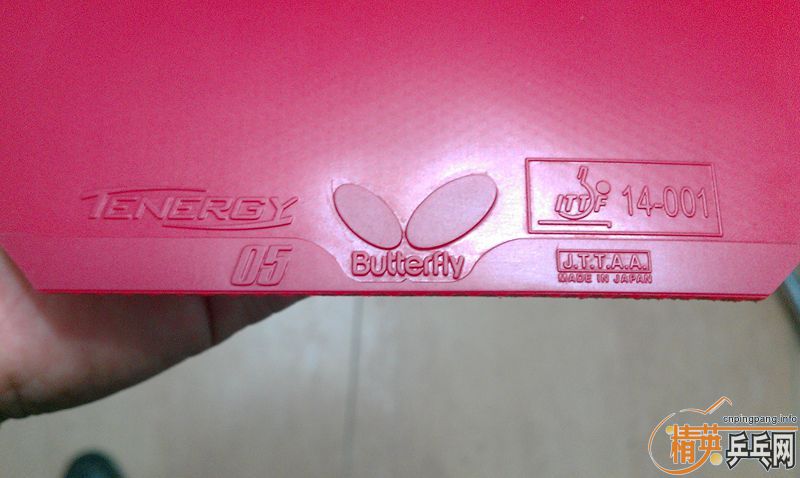 TENERGY
05
Butterfly
ITTF 14-001
J.T.T.A.A.
MADE IN JAPAN
cnpingpang.info
精英乒乓网